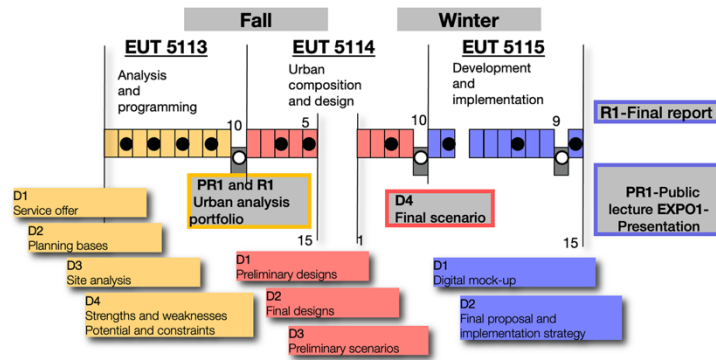 Fall
Winter
EUT 5113
EUT 5114
EUT 5115
Analysis
and
programming
Urban
composition
and design
Development
and
implementation
10
5
10
9
R1-Final report
PR1 and R1
Urban analysis
portfolio
D4
Final scenario
PR1-Public
lecture EXPO1-
Presentation
15
1
15
D1
Service offer
D2
Planning bases
D3
Site analysis
D4
Strengths and weaknesses
Potential and constraints
D1
Preliminary designs
D2
Final designs
D3
Preliminary scenarios
D1
Digital mock-up
D2
Final proposal and
implementation strategy